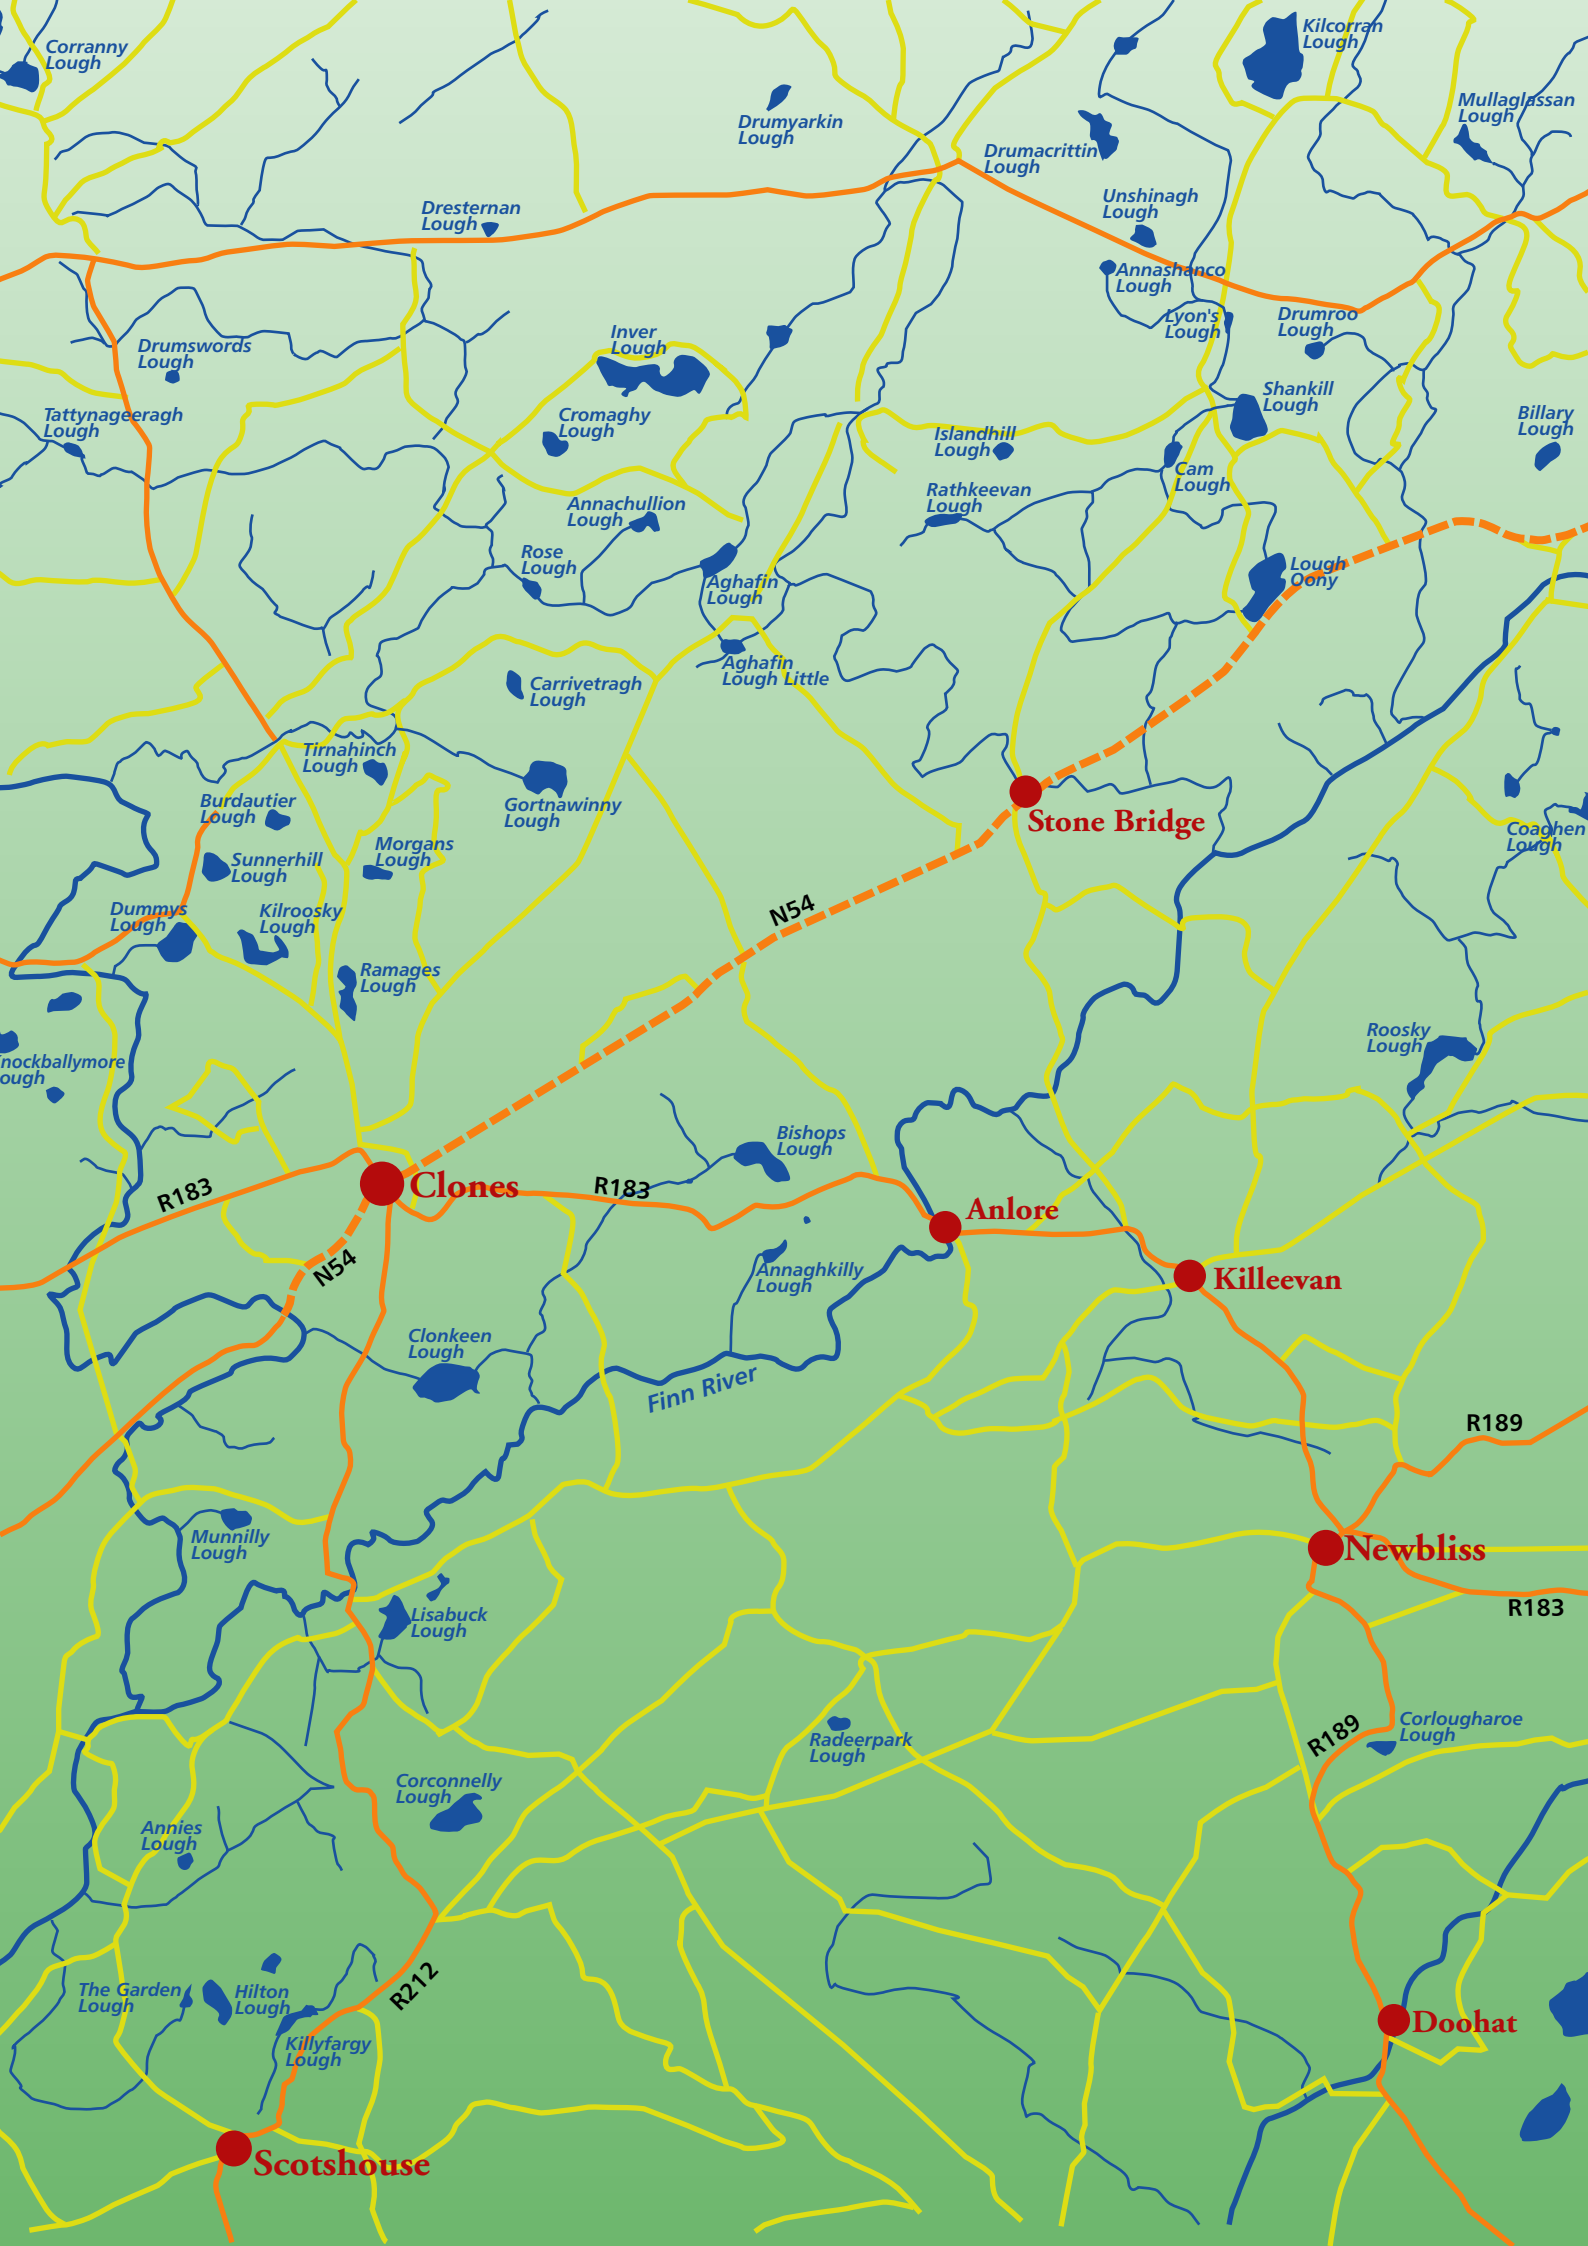 Corranny
Lough
Kilcorran
Lough
Drumyarkin
Lough
Mullaglassan
Lough
Drumacrittin
Lough
Unshinagh
Lough
Dresternan
Lough
Annashanco
Lough
Lyon's
Lough
Drumroo
Lough
Inver
Lough
Drumswords
Lough
Shankill
Lough
Tattynageeragh
Lough
Cromaghy
Lough
Islandhill
Lough
Billary
Lough
Cam
Lough
Rathkeevan
Lough
Annachullion
Lough
Rose
Lough
Lough
Oony
Aghafin
Lough
Aghafin
Lough Little
Carrivetragh
Lough
Tirnahinch
Lough
Burdautier
Lough
Gortnawinny
Lough
Stone Bridge
Coaghen
Lough
Morgans
Lough
Sunnerhill
Lough
Dummys
Lough
Kilroosky
Lough
N54
Ramages
Lough
Roosky
Lough
nockballymore
ough
Bishops
Lough
Clones
R183
R183
Anlore
N54
Annaghkilly
Lough
Killeevan
Clonkeen
Lough
Finn River
R189
Munnilly
Lough
Newbliss
R183
Lisabuck
Lough
Corlougharoe
Lough
R189
Radeerpark
Lough
Corconnelly
Lough
Annies
Lough
R212
The Garden
Lough
Hilton
Lough
Doohat
Killyfargy
Lough
Scotshouse